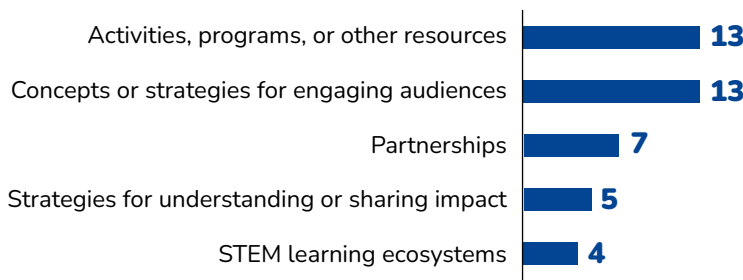 Activities, programs, or other resources 13
Concepts or strategies for engaging audiences 13
Partnerships 7
Strategies for understanding or sharing impact 5
STEM learning ecosystems 4